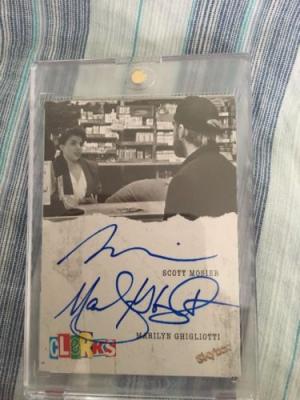 SCOTT MOSIER
MARILYN GHIGLIOTTI
CLERKS
skybox